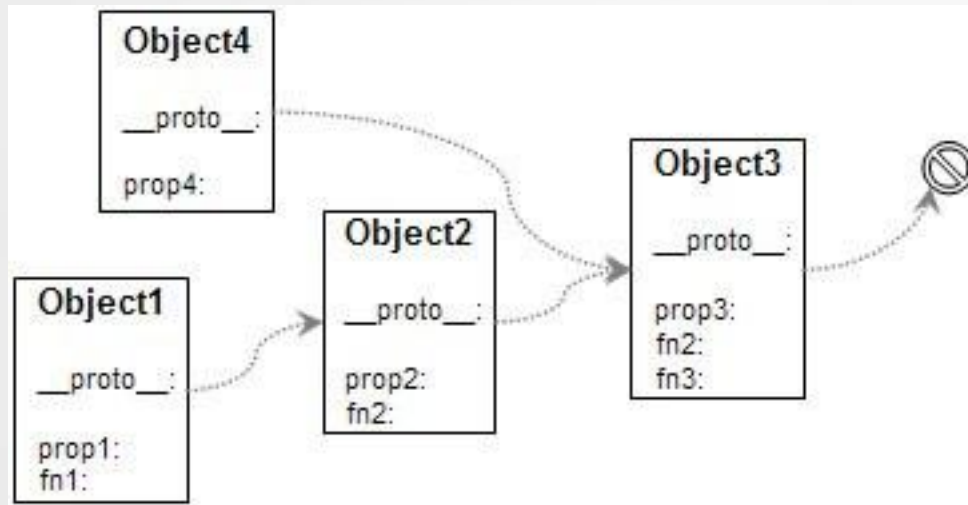 Object4
__proto__:
prop4:
Object3
__proto__:
prop3:
fn2:
fn3:
Object2
__proto__:
prop2:
fn2:
Object1
__proto__:
prop1:
fn1: